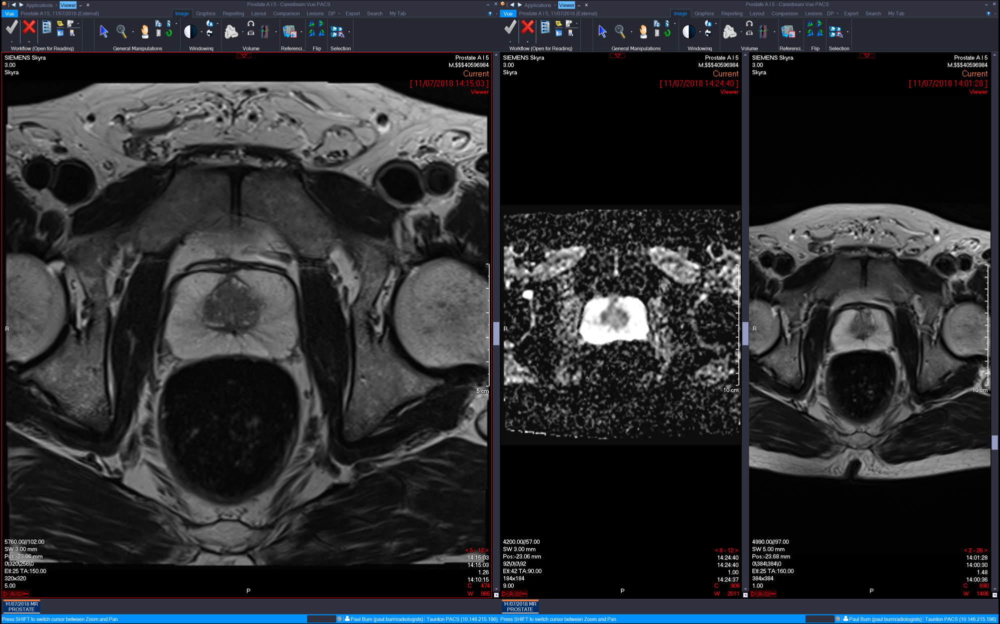 Applications - Viewer – x
Prostate A I 5 - Carestream Vue PACS
Vue Prostate A I 5, 11/07/2018 (External) Image Graphics Reporting Layout Comparison Lesions DP Export Search My Tab
Workflow (Open for Reading) General Manipulations Windowing Volume Referenci... Flip Selection
SIEMENS Skyra
3.00
Skyra
Prostate A I 5
M,$$$40596984
Current
[ 11/07/2018 14:15:03 ]
Viewer
R
5 cm
5760.00//102.00
SW 3.00 mm
Pos:-23.06 mm
0\320\256\0
Etl:25 TA:150.00
320x320
5.00
P
< 5 - 12 >
14:15:03
14:15:03
1.26
14:10:15
C 474
W 985
11/07/2018 MR
PROSTATE
Press SHIFT to switch cursor between Zoom and Pan
Paul Burn (paul.burn\radiologists) Taunton PACS (10.146.215.196)
Applications - Viewer – x
Prostate A I 5 - Carestream Vue PACS
Vue Prostate A I 5, 11/07/2018 (External) Image Graphics Reporting Layout Comparison Lesions DP Export Search My Tab
Workflow (Open for Reading) General Manipulations Windowing Volume Referenci... Flip Selection
SIEMENS Skyra
3.00
Skyra
Prostate A I 5
M,$$$40596984
Current
[ 11/07/2018 14:24:40 ]
Viewer
R
10 cm
4200.00//57.00
SW 3.00 mm
Pos:-23.06 mm
92\0\0\92
Etl:42 TA:90.00
184x184
9.00
P
< 8 - 12 >
14:24:40
14:24:40
1.00
14:24:37
C 906
W 2011
SIEMENS Skyra
3.00
Skyra
Prostate A I 5
M,$$$40596984
Current
[ 11/07/2018 14:01:28 ]
Viewer
R
10 cm
4990.00//97.00
SW 5.00 mm
Pos:-23.68 mm
0\384\384\0
Etl:25 TA:160.00
384x384
1.00
P
< 2 - 26 >
14:01:28
14:00:30
1.48
14:00:36
C 690
W 1406
11/07/2018 MR
PROSTATE
Press SHIFT to switch cursor between Zoom and Pan
Paul Burn (paul.burn\radiologists) Taunton PACS (10.146.215.196)